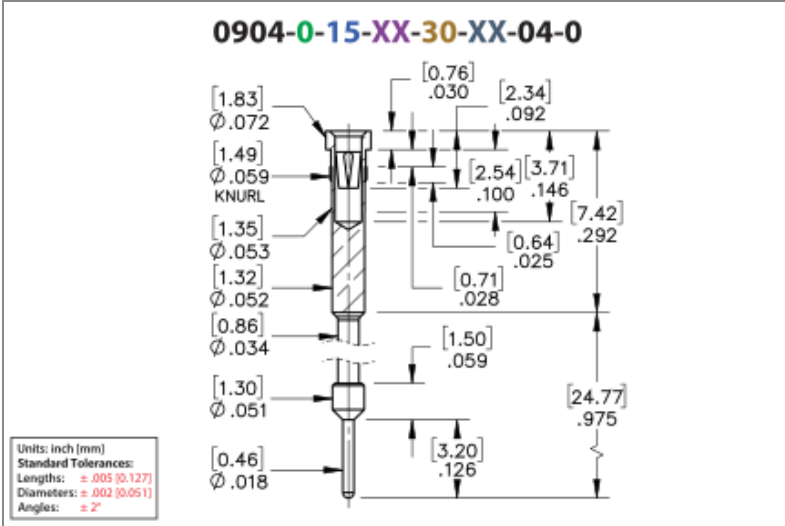 0904-0-15-XX-30-XX-04-0
[0.76]
.030
[2.34]
.092
[1.83]
Ø.072
[1.49]
Ø.059
KNURL
[2.54]
.100
[3.71]
.146
[7.42]
.292
[1.35]
Ø.053
[0.64]
.025
[1.32]
Ø.052
[0.71]
.028
[0.86]
Ø.034
[1.50]
.059
[1.30]
Ø.051
[24.77]
.975
[3.20]
.126
[0.46]
Ø.018
Units: inch [mm]
Standard Tolerances:
Lengths: ± .005 [0.127]
Diameters: ± .002 [0.051]
Angles: ± 2°